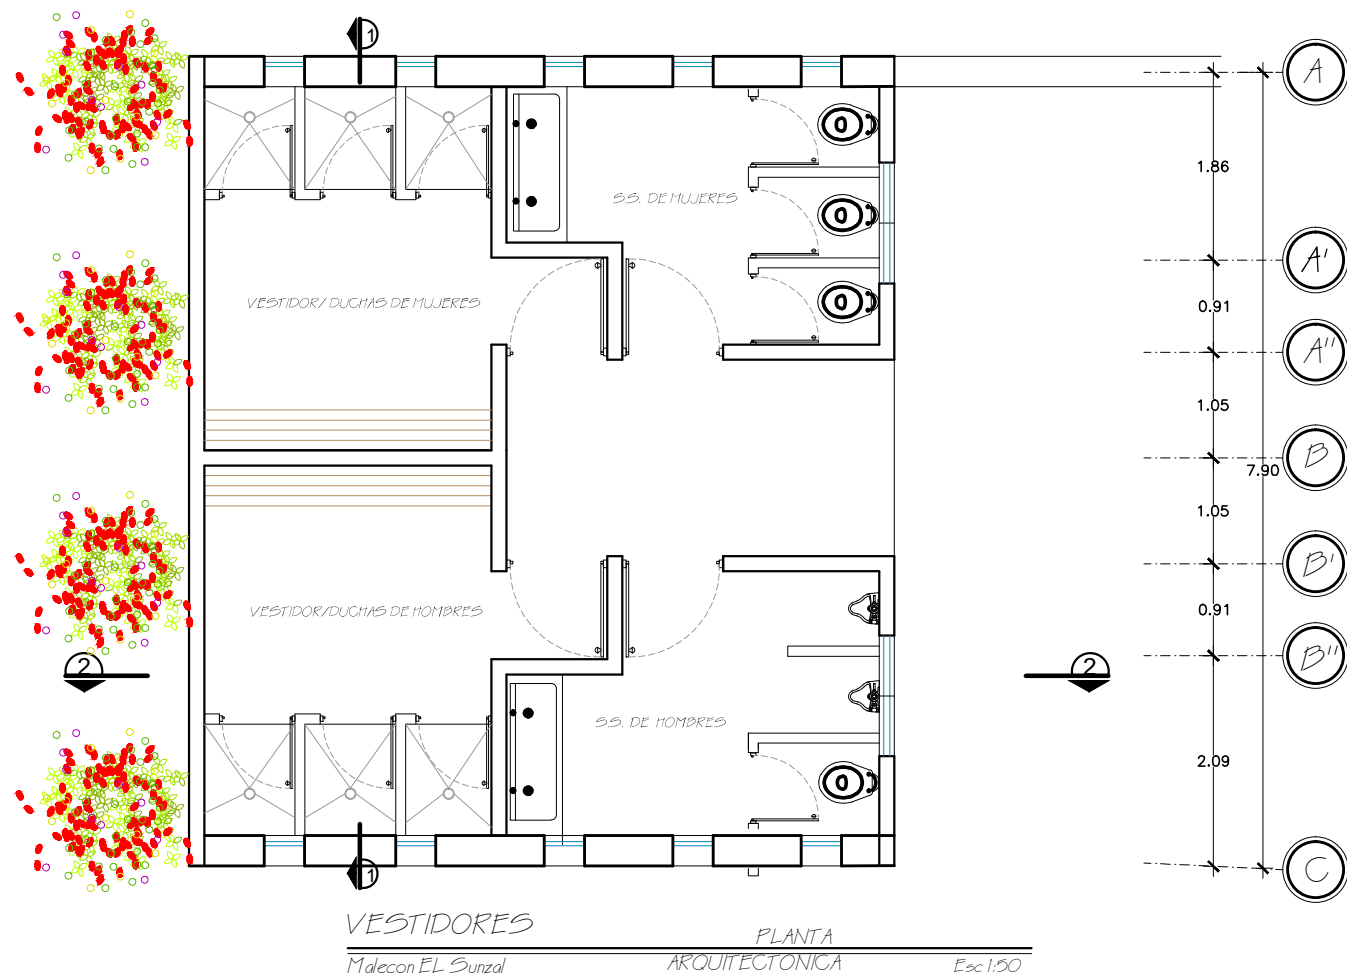 1
A
1.86
S.S. DE MUJERES
A'
VESTIDOR/ DUCHAS DE MUJERES
0.91
A''
1.05
B
7.90
1.05
B'
VESTIDOR/DUCHAS DE HOMBRES
0.91
B''
2
2
S.S. DE HOMBRES
2.09
1
C
VESTIDORES
PLANTA
ARQUITECTONICA
Malecon EL Sunzal
Esc 1:50